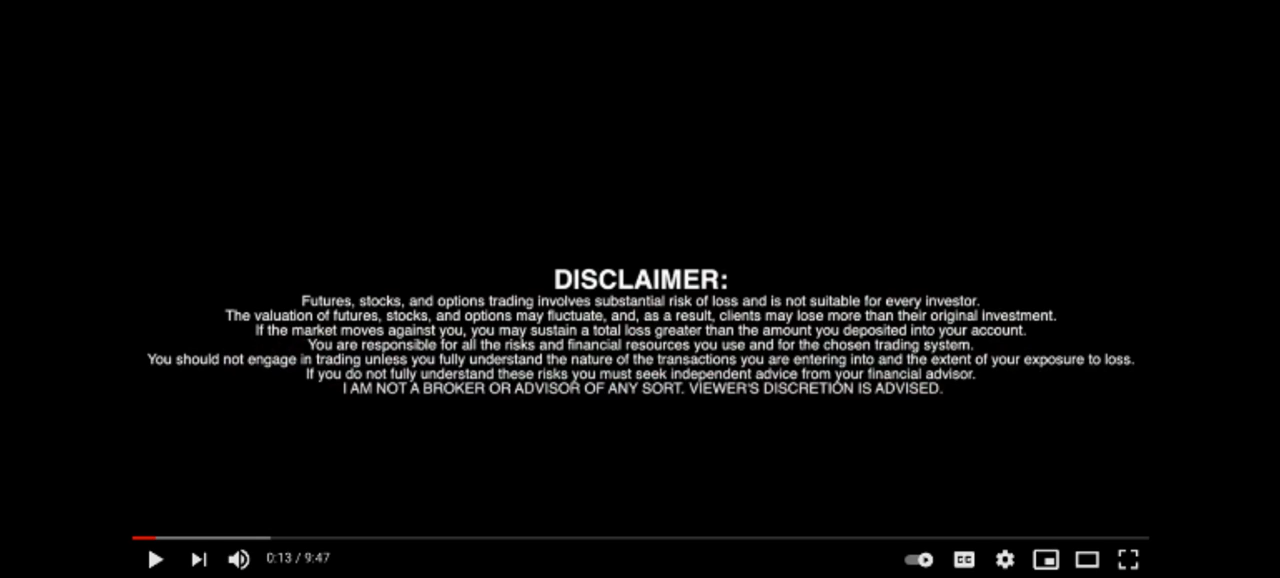 DISCLAIMER:
Futures, stocks, and options trading involves substantial risk of loss and is not suitable for every investor.
The valuation of futures, stocks, and options may fluctuate, and, as a result, clients may lose more than their original investment.
If the market moves against you, you may sustain a total loss greater than the amount you deposited into your account.
You are responsible for all the risks and financial resources you use and for the chosen trading system.
You should not engage in trading unless you fully understand the nature of the transactions you are entering into and the extent of your exposure to loss.
If you do not fully understand these risks you must seek independent advice from your financial advisor.
I AM NOT A BROKER OR ADVISOR OF ANY SORT. VIEWER'S DISCRETION IS ADVISED.
0:13 / 9:47 CC